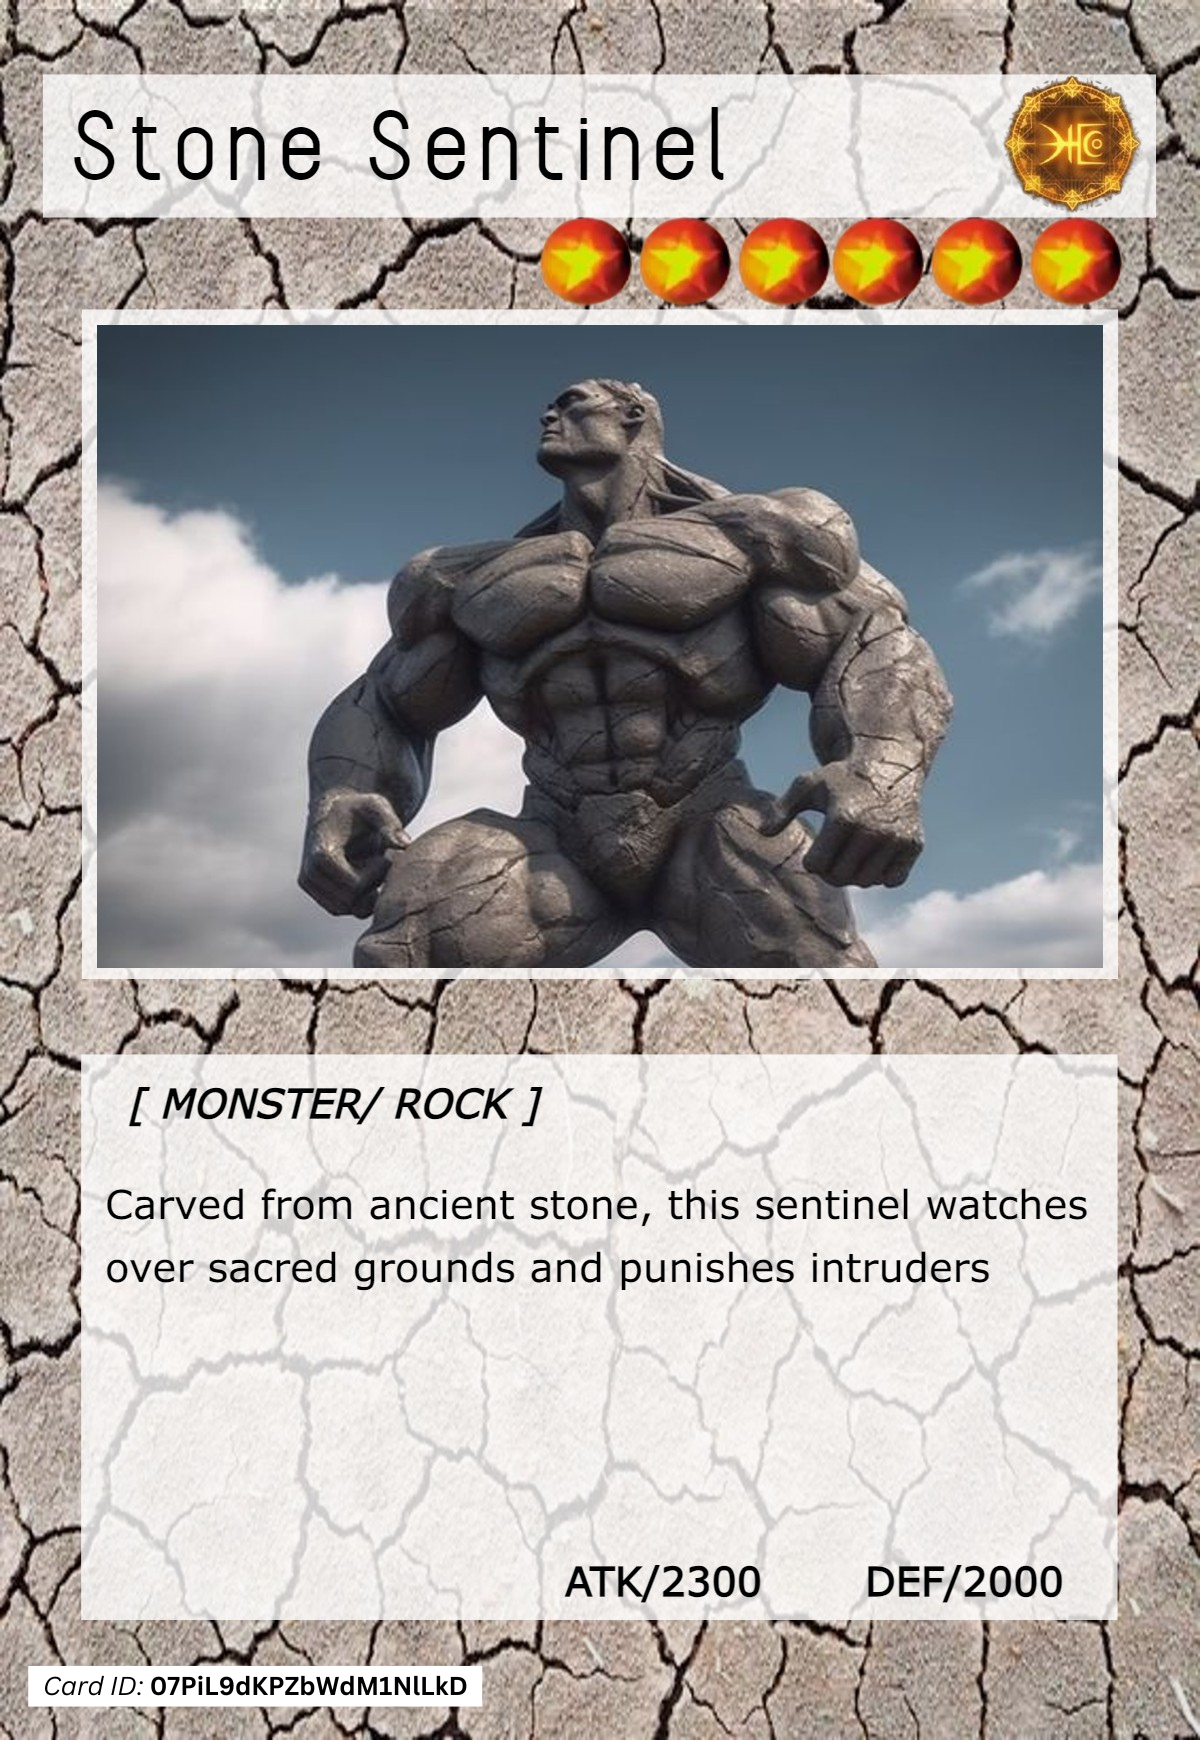 Stone Sentinel
[ MONSTER/ ROCK ]
Carved from ancient stone, this sentinel watches
over sacred grounds and punishes intruders
ATK/2300 DEF/2000
Card ID: 07PiL9dKPZbWdM1NlLkD